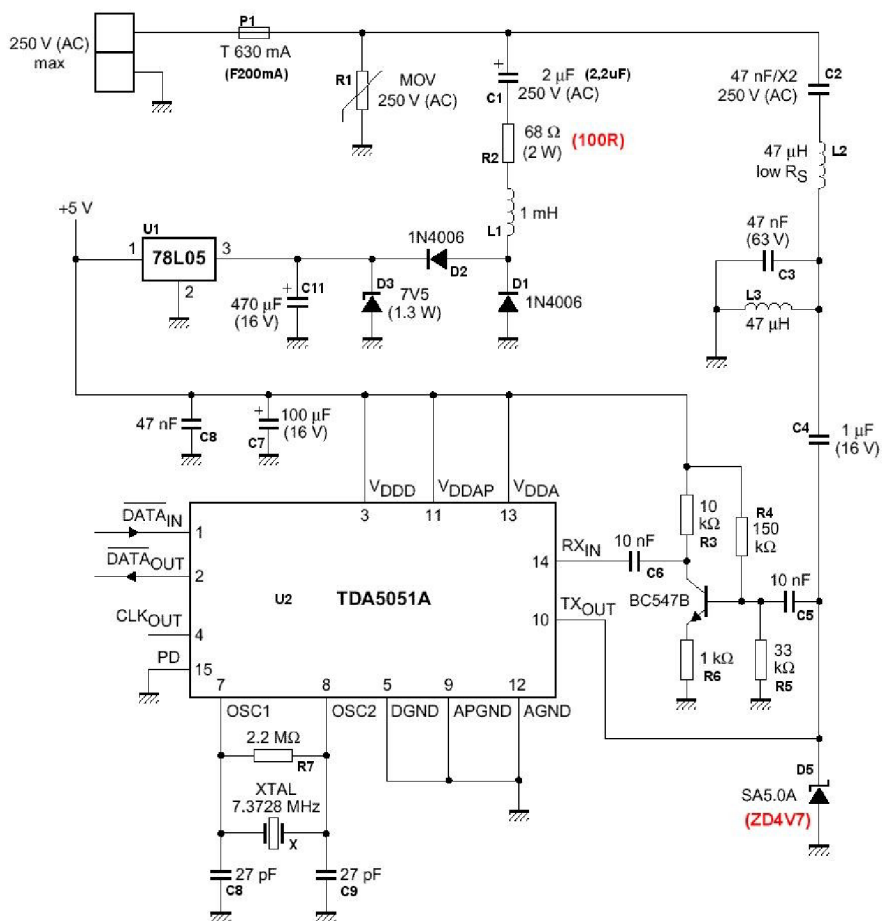 250 V (AC)
max
P1
T 630 mA
(F200mA)
R1
MOV
250 V (AC)
+
C1
2 μF (2,2uF)
250 V (AC)
47 nF/X2
250 V (AC)
C2
R2
68 Ω
(2 W)
(100R)
47 μH
low RS
L2
L1
1 mH
+5 V
U1
1
78L05
3
2
1N4006
D2
D1
1N4006
47 nF
(63 V)
C3
L3
47 μH
+
C11
470 μF
(16 V)
D3
7V5
(1.3 W)
47 nF
C8
+
C7
100 μF
(16 V)
C4
1 μF
(16 V)
VDDD
VDDAP
VDDA
3
11
13
DATAIN
1
DATAOUT
2
CLKOUT
4
PD
15
U2
TDA5051A
14
RXIN
10
TXOUT
10 nF
C6
10
kΩ
R3
R4
150
kΩ
10 nF
C5
BC547B
1 kΩ
R6
33
kΩ
R5
7
8
5
9
12
OSC1
OSC2
DGND
APGND
AGND
2.2 MΩ
R7
XTAL
7.3728 MHz
X
27 pF
C8
27 pF
C9
D5
SA5.0A
(ZD4V7)